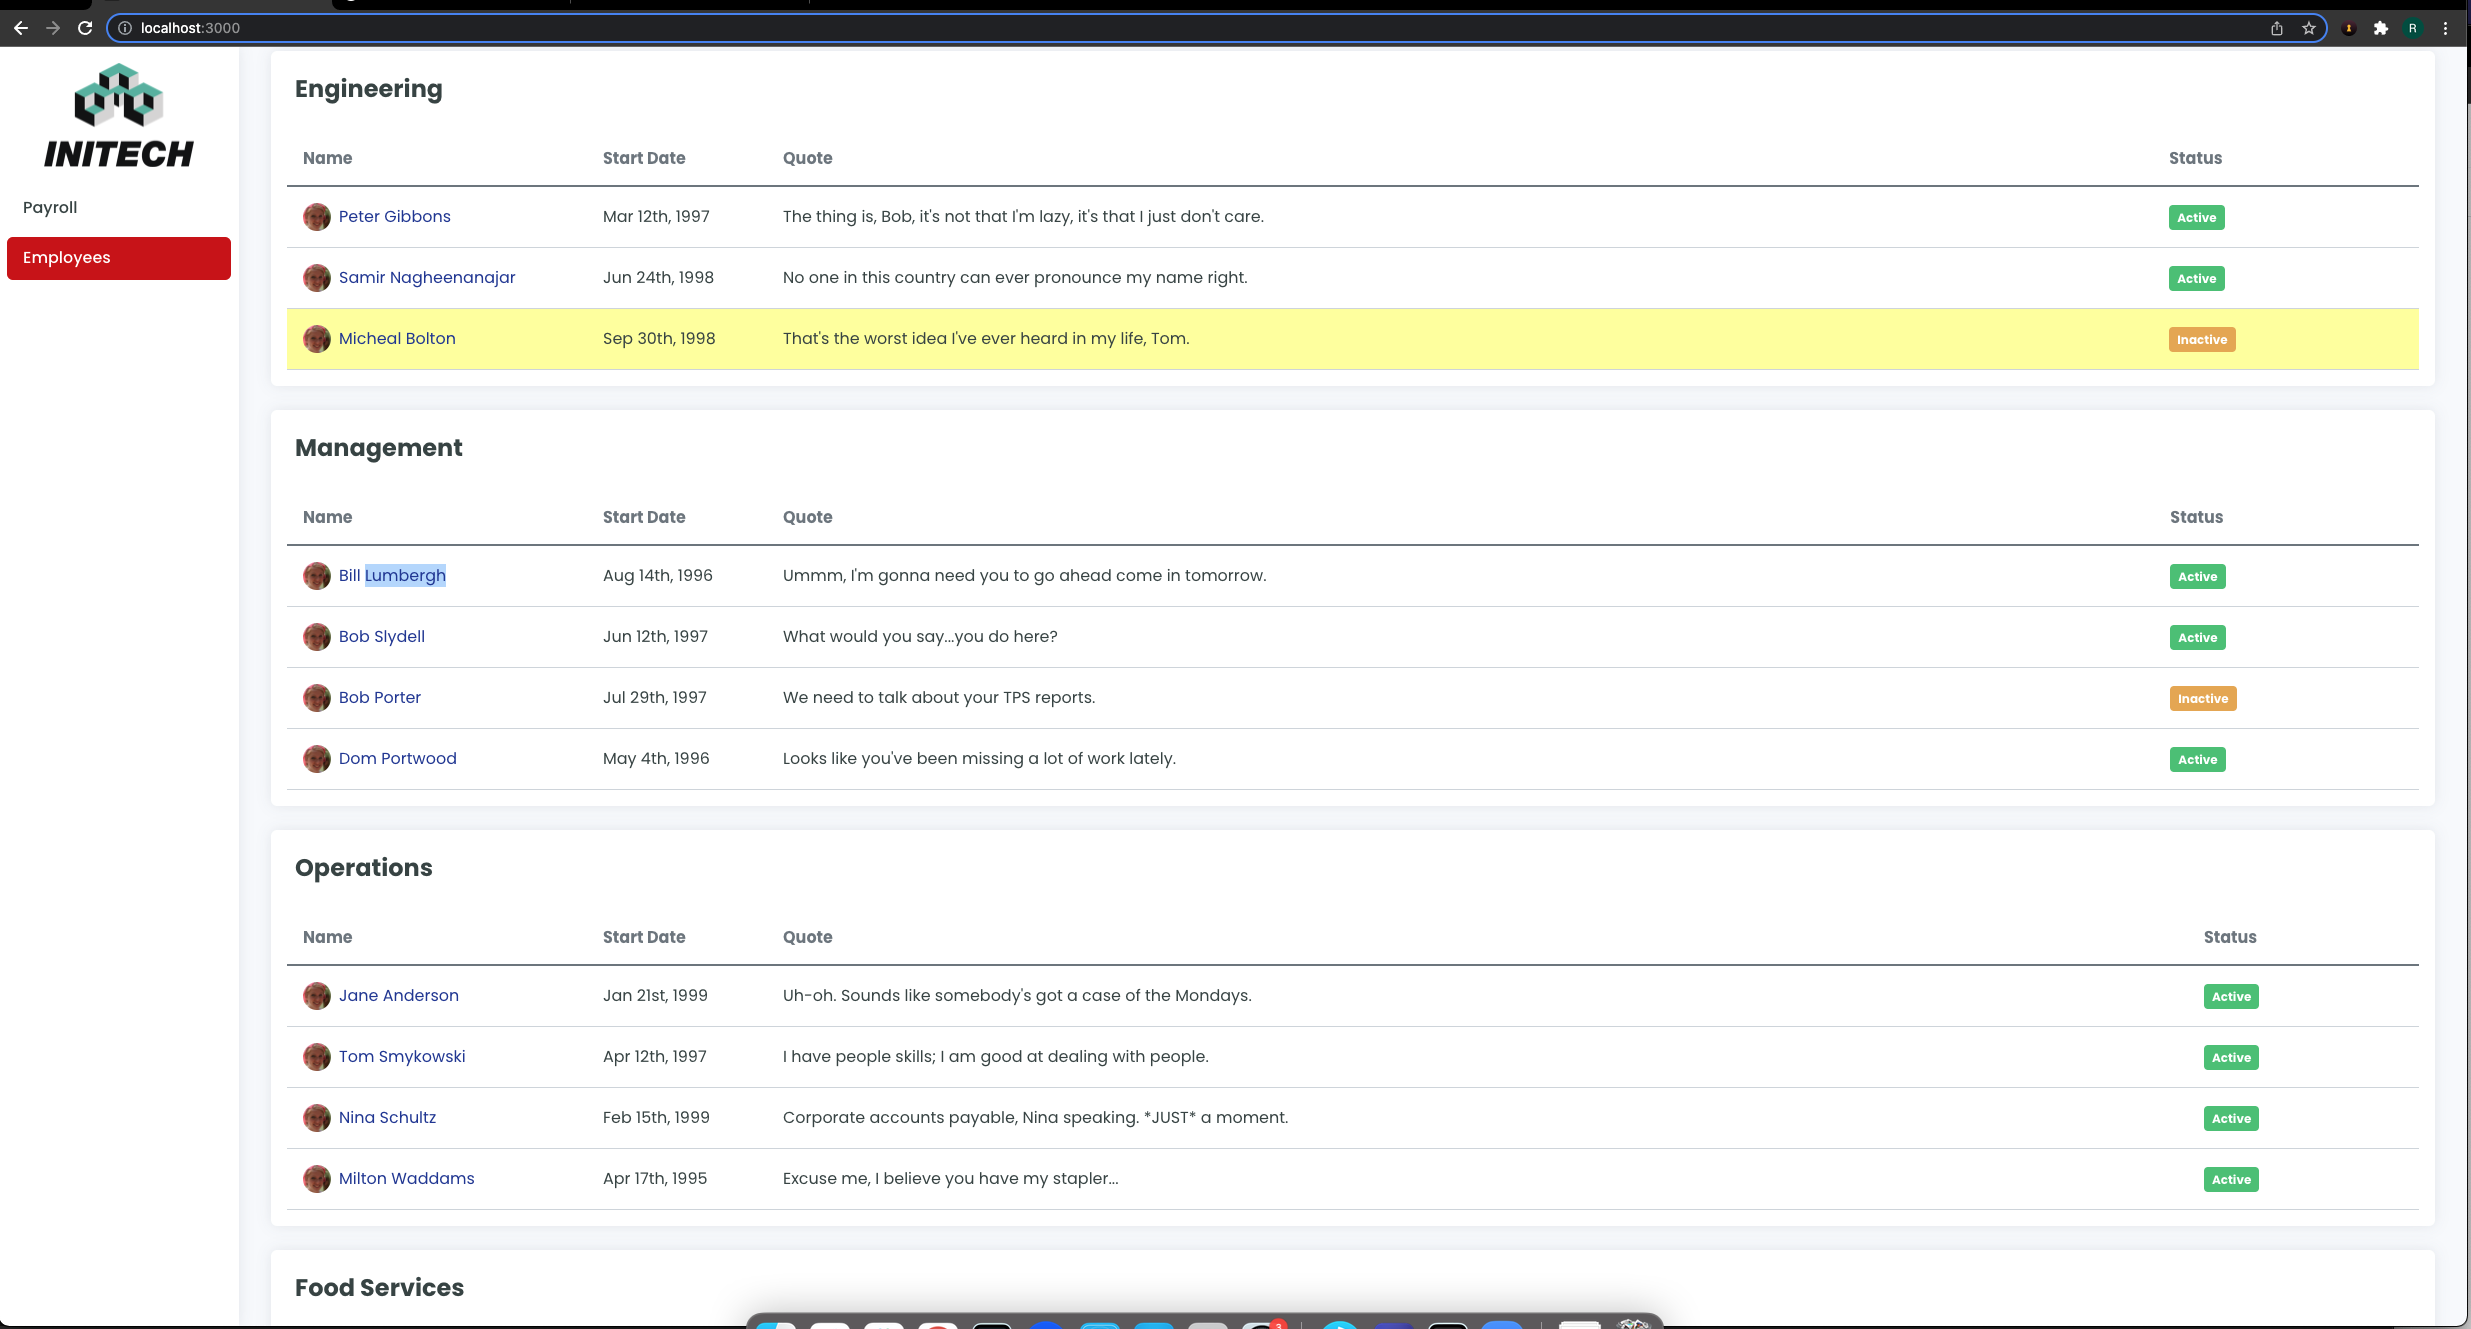 localhost:3000
R
INITECH
Payroll
Employees
Engineering
Name Start Date Quote Status
Peter Gibbons Mar 12th, 1997 The thing is, Bob, it's not that I'm lazy, it's that I just don't care. Active
Samir Nagheenanajar Jun 24th, 1998 No one in this country can ever pronounce my name right. Active
Micheal Bolton Sep 30th, 1998 That's the worst idea I've ever heard in my life, Tom. Inactive
Management
Name Start Date Quote Status
Bill Lumbergh Aug 14th, 1996 Ummm, I'm gonna need you to go ahead come in tomorrow. Active
Bob Slydell Jun 12th, 1997 What would you say...you do here? Active
Bob Porter Jul 29th, 1997 We need to talk about your TPS reports. Inactive
Dom Portwood May 4th, 1996 Looks like you've been missing a lot of work lately. Active
Operations
Name Start Date Quote Status
Jane Anderson Jan 21st, 1999 Uh-oh. Sounds like somebody's got a case of the Mondays. Active
Tom Smykowski Apr 12th, 1997 I have people skills; I am good at dealing with people. Active
Nina Schultz Feb 15th, 1999 Corporate accounts payable, Nina speaking. *JUST* a moment. Active
Milton Waddams Apr 17th, 1995 Excuse me, I believe you have my stapler... Active
Food Services
3